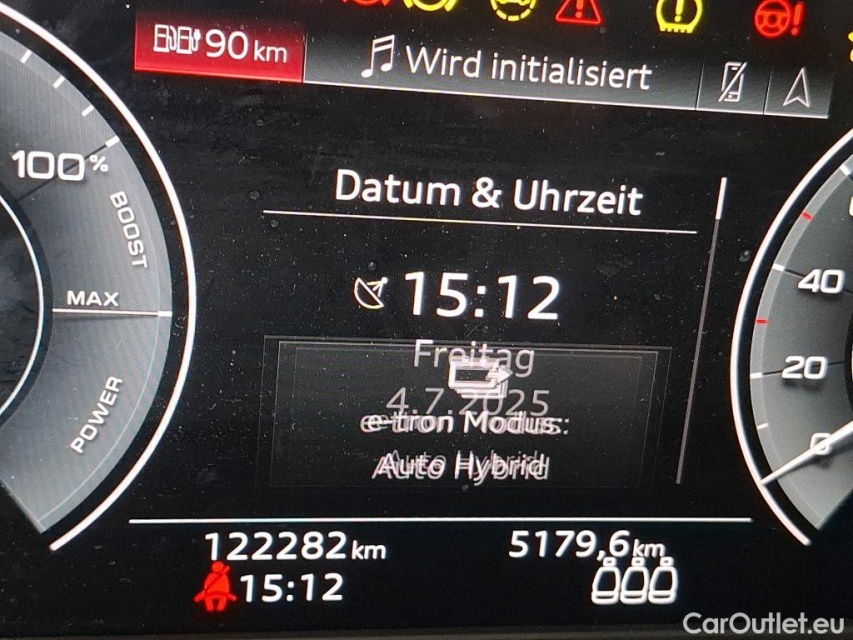 90 km
Wird initialisiert
100%
BOOST
MAX
POWER
Datum & Uhrzeit
15:12
Freitag
4.7.2025
e-tron Modus:
Auto Hybrid
40
20
0
122282 km
5179,6 km
15:12
CarOutlet.eu